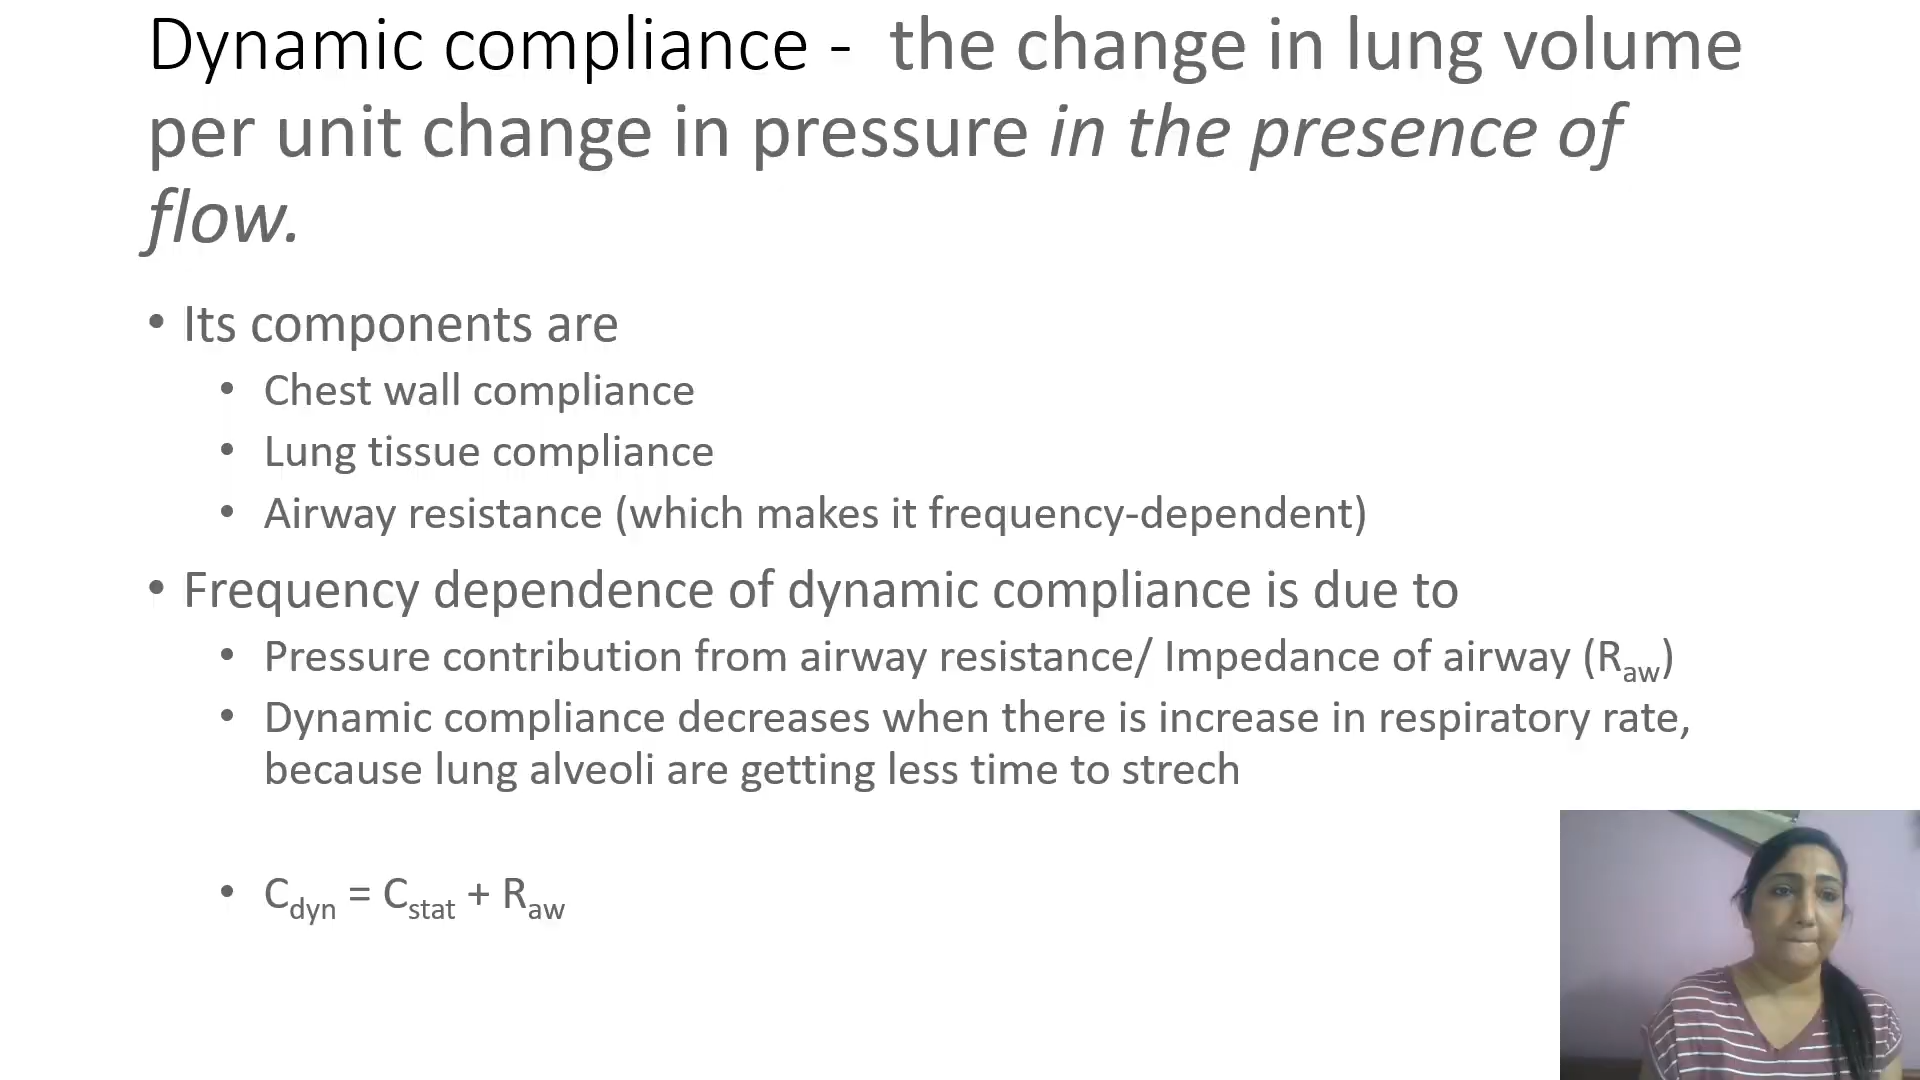 Dynamic compliance - the change in lung volume
per unit change in pressure in the presence of
flow.
• Its components are
• Chest wall compliance
• Lung tissue compliance
• Airway resistance (which makes it frequency-dependent)
• Frequency dependence of dynamic compliance is due to
• Pressure contribution from airway resistance/ Impedance of airway (Raw)
• Dynamic compliance decreases when there is increase in respiratory rate,
because lung alveoli are getting less time to strech
• Cdyn = Cstat + Raw